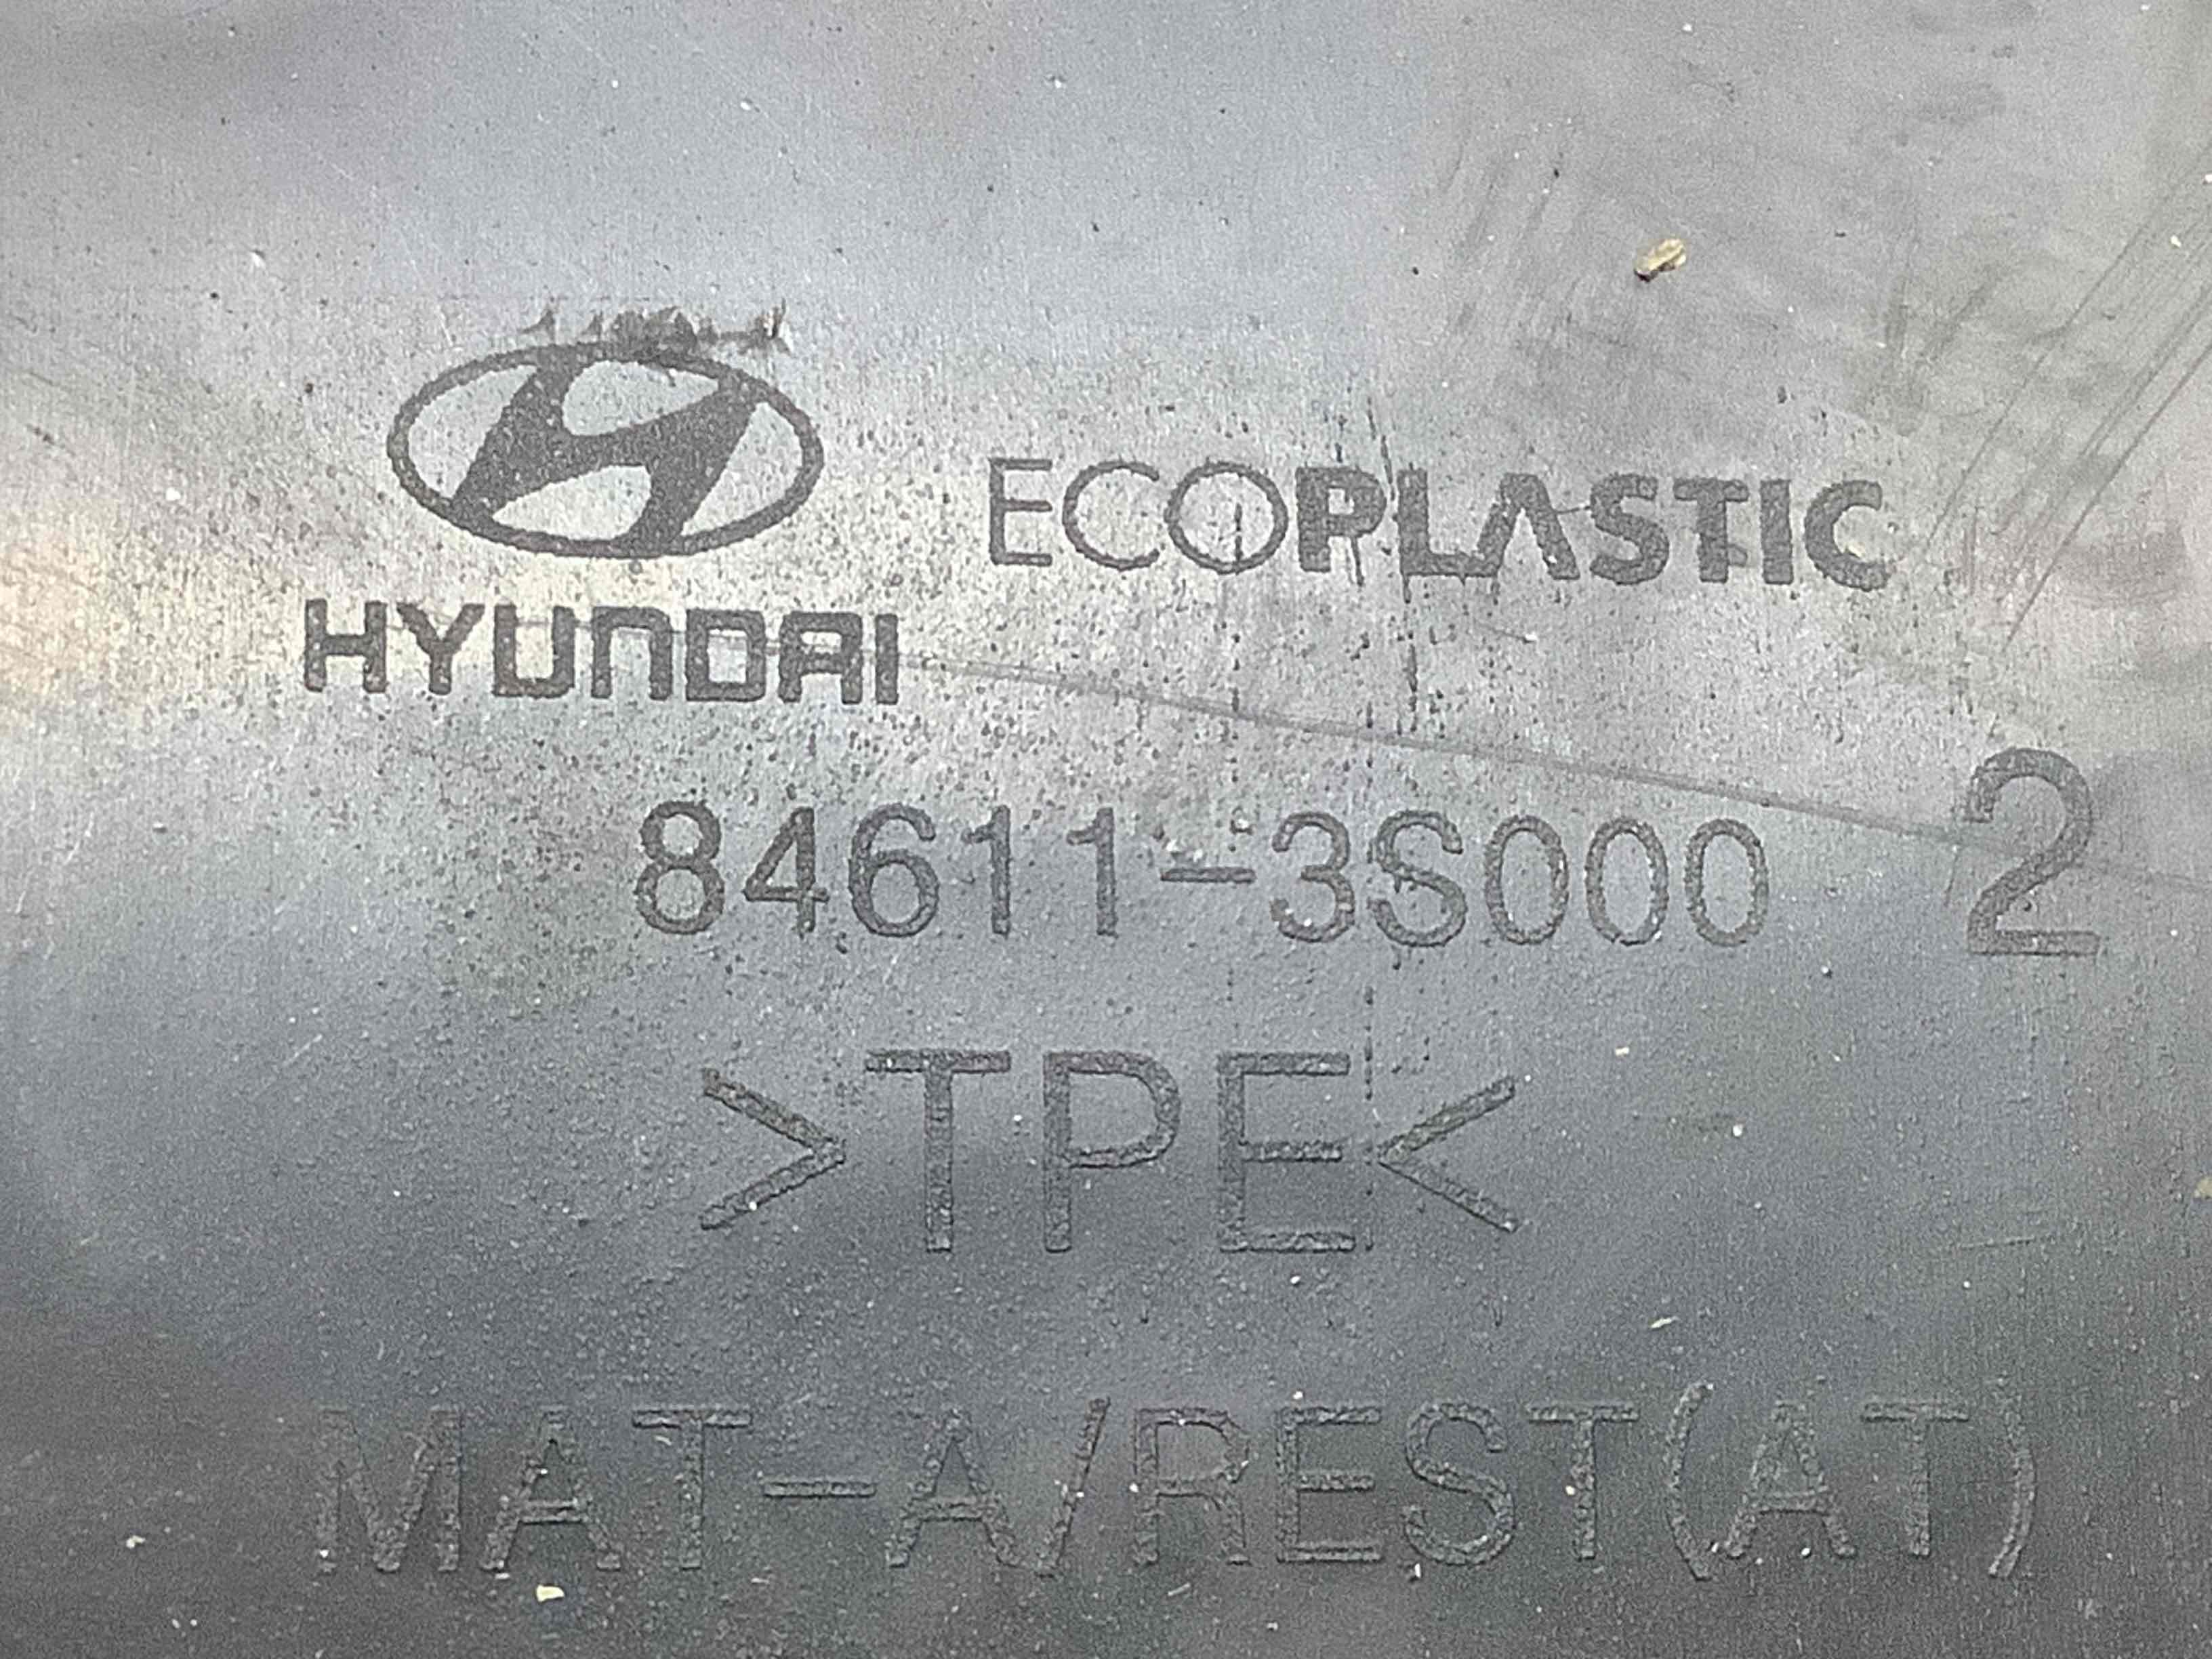 HYUNDAI
ECOPLASTIC
84611-3S000 2
>TPE<
MAT-A/REST(AT)